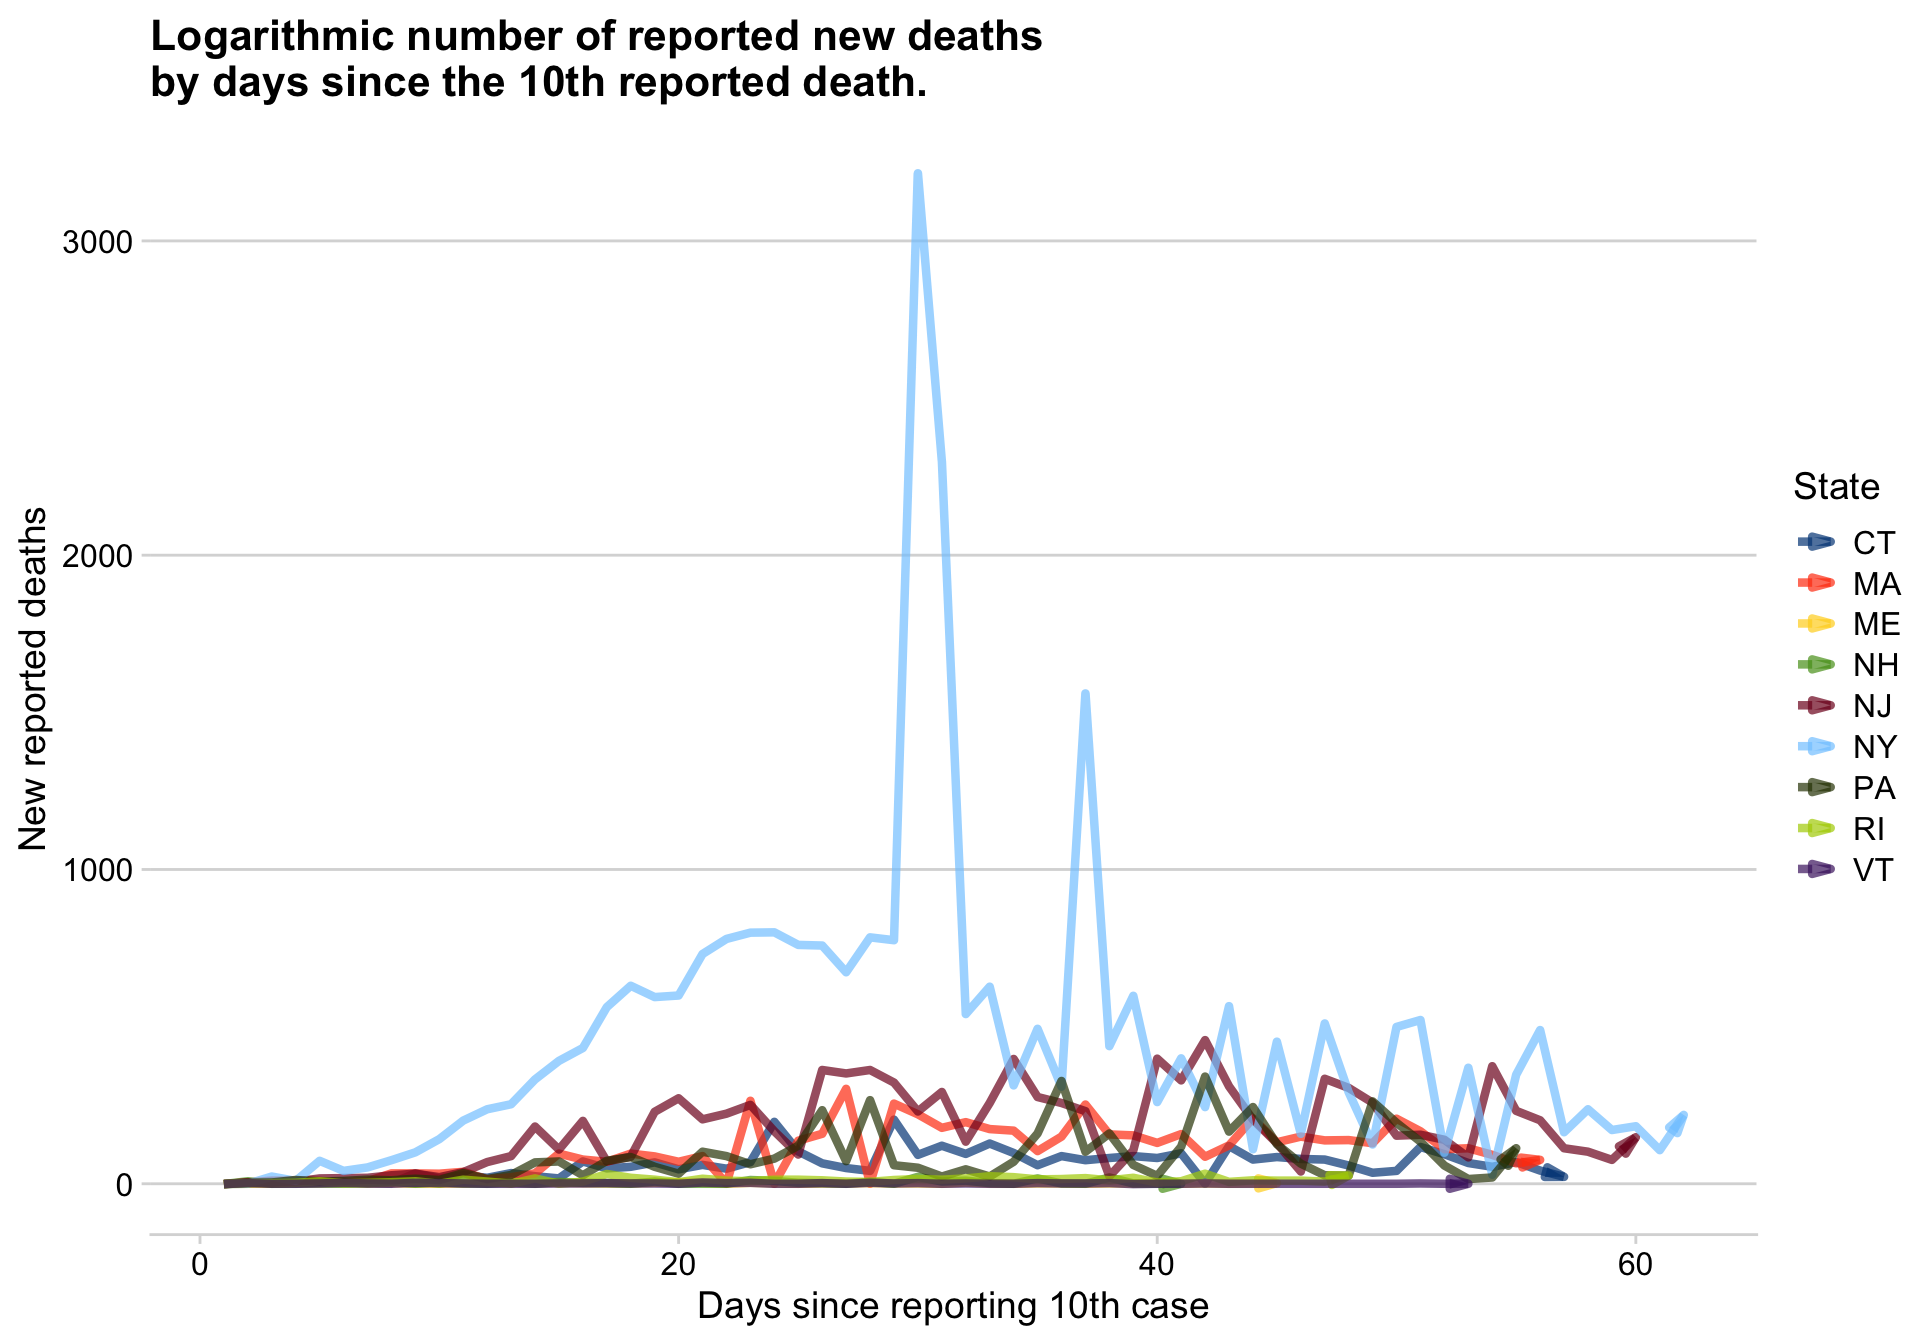 Logarithmic number of reported new deaths
by days since the 10th reported death.
New reported deaths
3000
2000
1000
0
0
20
40
60
Days since reporting 10th case
State
CT
MA
ME
NH
NJ
NY
PA
RI
VT